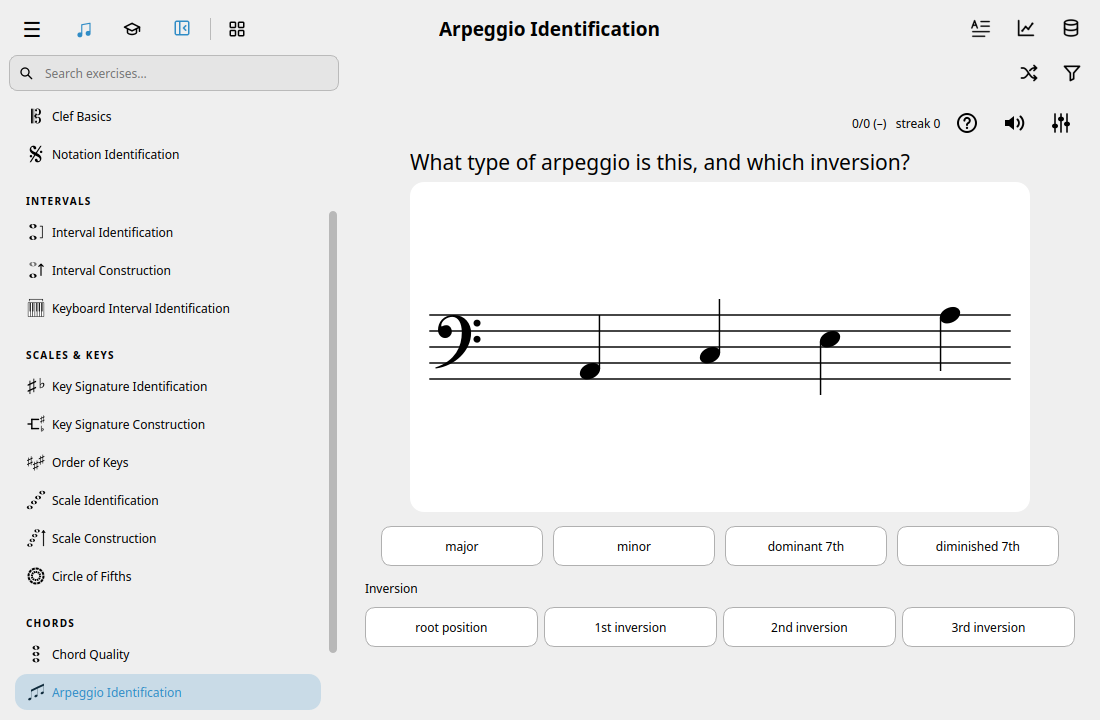 Arpeggio Identification
Search exercises...
Clef Basics
Notation Identification
INTERVALS
Interval Identification
Interval Construction
Keyboard Interval Identification
SCALES & KEYS
Key Signature Identification
Key Signature Construction
Order of Keys
Scale Identification
Scale Construction
Circle of Fifths
CHORDS
Chord Quality
Arpeggio Identification
0/0 (–) streak 0
What type of arpeggio is this, and which inversion?
major minor dominant 7th diminished 7th
Inversion
root position 1st inversion 2nd inversion 3rd inversion